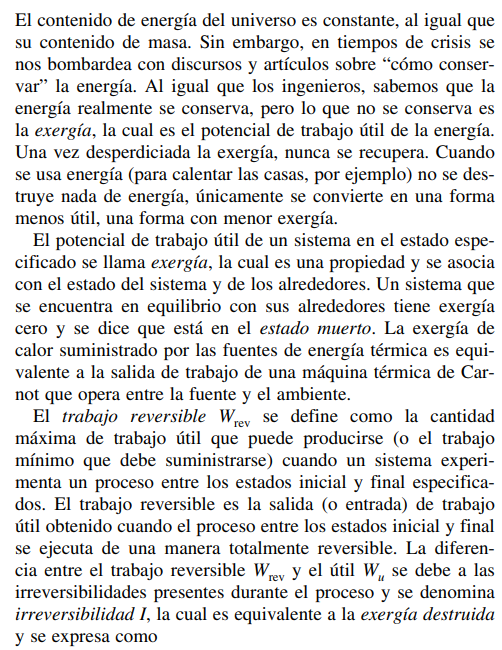 El contenido de energía del universo es constante, al igual que
su contenido de masa. Sin embargo, en tiempos de crisis se
nos bombardea con discursos y artículos sobre “cómo conser-
var” la energía. Al igual que los ingenieros, sabemos que la
energía realmente se conserva, pero lo que no se conserva es
la exergía, la cual es el potencial de trabajo útil de la energía.
Una vez desperdiciada la exergía, nunca se recupera. Cuando
se usa energía (para calentar las casas, por ejemplo) no se des-
truye nada de energía, únicamente se convierte en una forma
menos útil, una forma con menor exergía.
El potencial de trabajo útil de un sistema en el estado espe-
cificado se llama exergía, la cual es una propiedad y se asocia
con el estado del sistema y de los alrededores. Un sistema que
se encuentra en equilibrio con sus alrededores tiene exergía
cero y se dice que está en el estado muerto. La exergía de
calor suministrado por las fuentes de energía térmica es equi-
valente a la salida de trabajo de una máquina térmica de Car-
not que opera entre la fuente y el ambiente.
El trabajo reversible Wrev se define como la cantidad
máxima de trabajo útil que puede producirse (o el trabajo
mínimo que debe suministrarse) cuando un sistema experi-
menta un proceso entre los estados inicial y final especifica-
dos. El trabajo reversible es la salida (o entrada) de trabajo
útil obtenido cuando el proceso entre los estados inicial y final
se ejecuta de una manera totalmente reversible. La diferen-
cia entre el trabajo reversible Wrev y el útil Wu se debe a las
irreversibilidades presentes durante el proceso y se denomina
irreversibilidad I, la cual es equivalente a la exergía destruida
y se expresa como